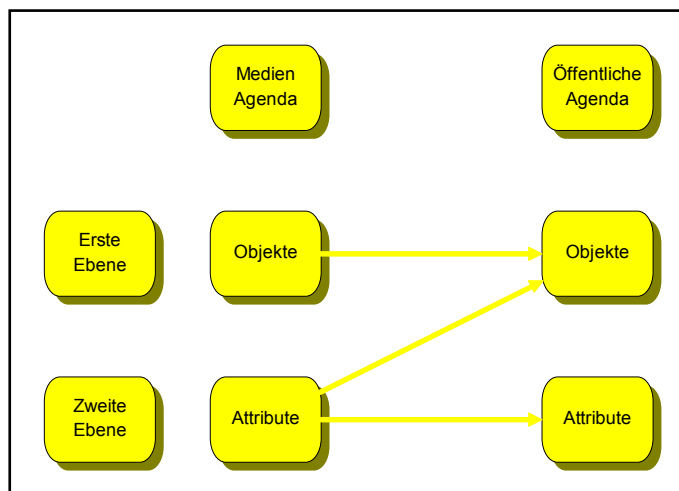 Medien
Agenda
Öffentliche
Agenda
Erste
Ebene
Objekte
Objekte
Zweite
Ebene
Attribute
Attribute